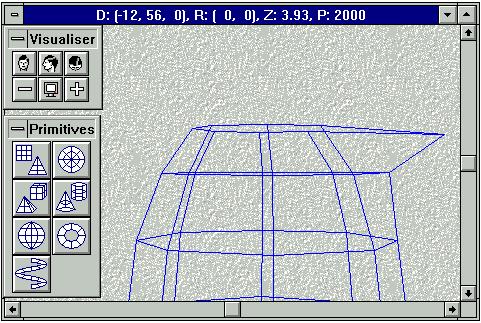 D: (-12, 56, 0), R: ( 0, 0), Z: 3.93, P: 2000
Visualiser
Primitives